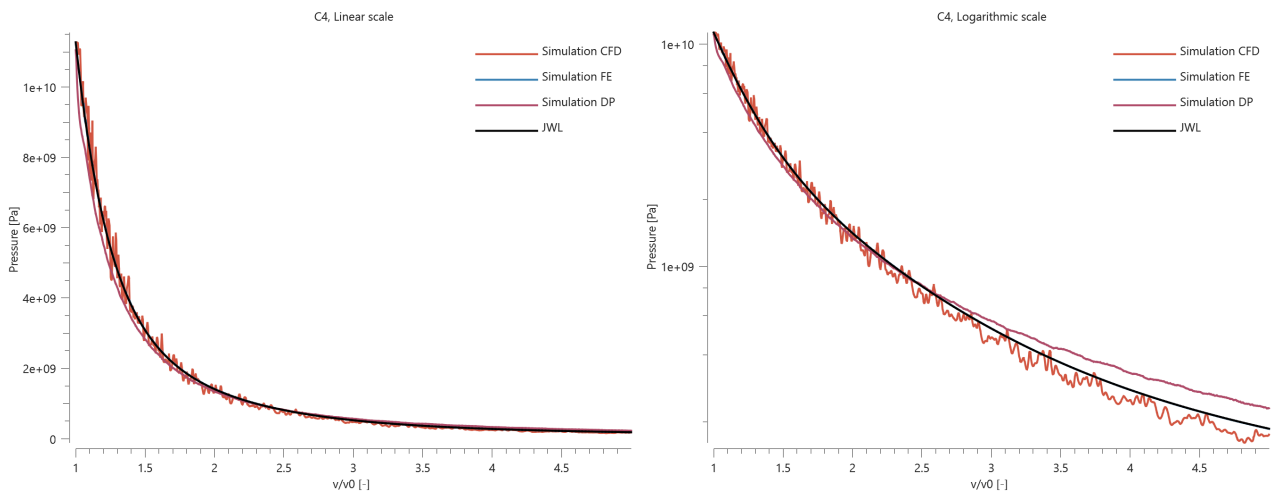 C4, Linear scale
Simulation CFD
Simulation FE
Simulation DP
JWL
1e+10
8e+09
6e+09
4e+09
2e+09
0
Pressure [Pa]
1 1.5 2 2.5 3 3.5 4 4.5
v/v0 [-]
C4, Logarithmic scale
Simulation CFD
Simulation FE
Simulation DP
JWL
1e+10
1e+09
Pressure [Pa]
1 1.5 2 2.5 3 3.5 4 4.5
v/v0 [-]